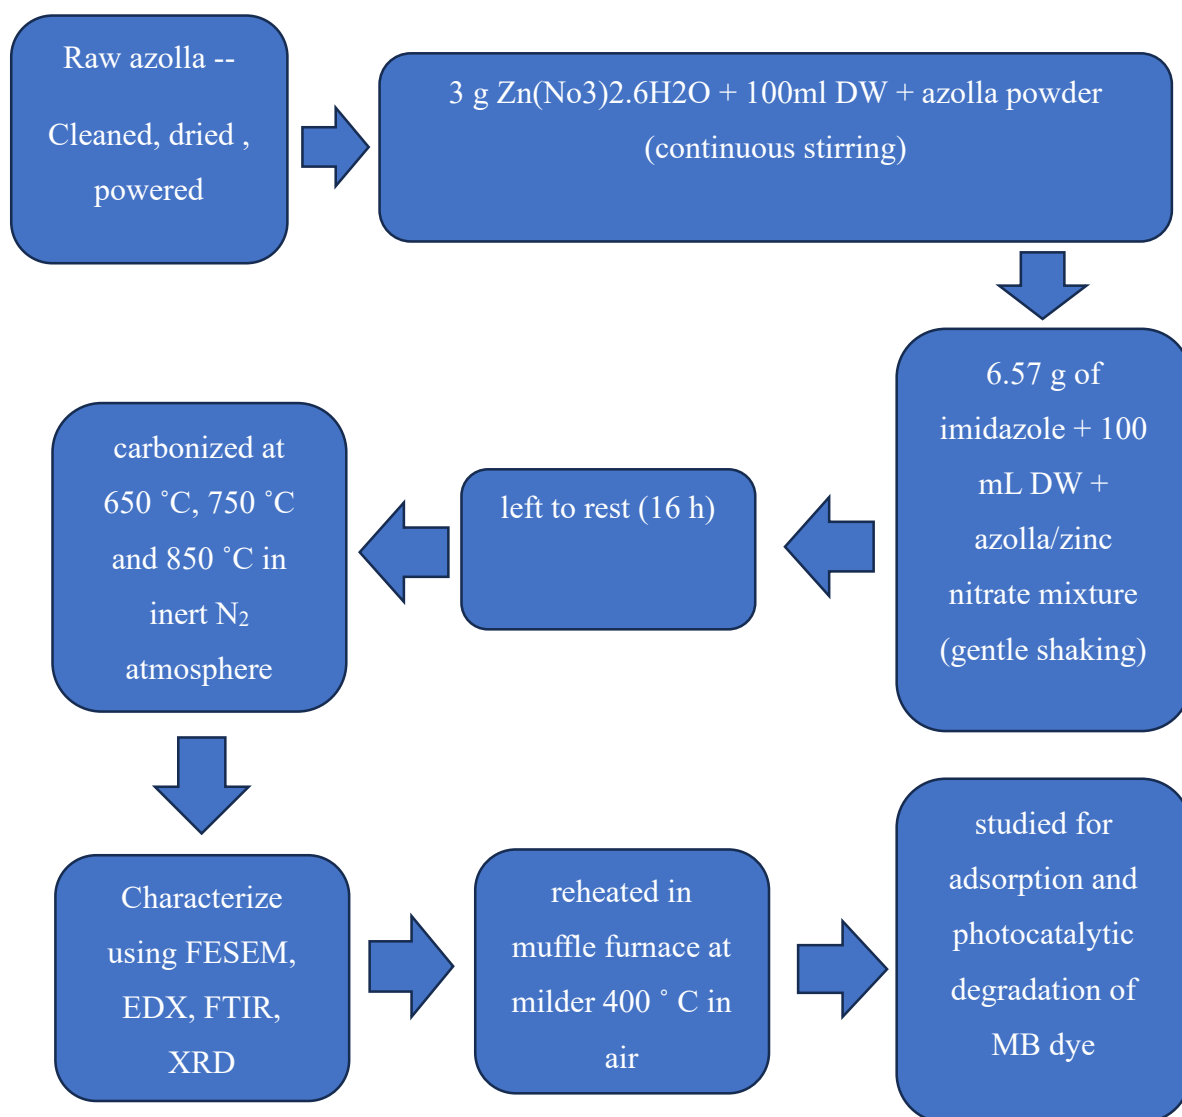 Raw azolla --
Cleaned, dried ,
powered
3 g Zn(No3)2.6H2O + 100ml DW + azolla powder
(continuous stirring)
6.57 g of
imidazole + 100
mL DW +
azolla/zinc
nitrate mixture
(gentle shaking)
left to rest (16 h)
carbonized at
650 ˚C, 750 ˚C
and 850 ˚C in
inert N₂
atmosphere
Characterize
using FESEM,
EDX, FTIR,
XRD
reheated in
muffle furnace at
milder 400 ˚ C in
air
studied for
adsorption and
photocatalytic
degradation of
MB dye